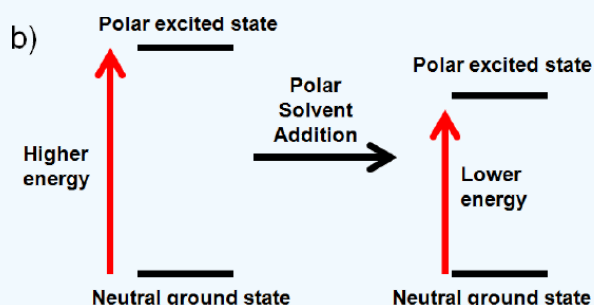 b)
Polar excited state
Higher
energy
Neutral ground state
Polar
Solvent
Addition
Polar excited state
Lower
energy
Neutral ground state